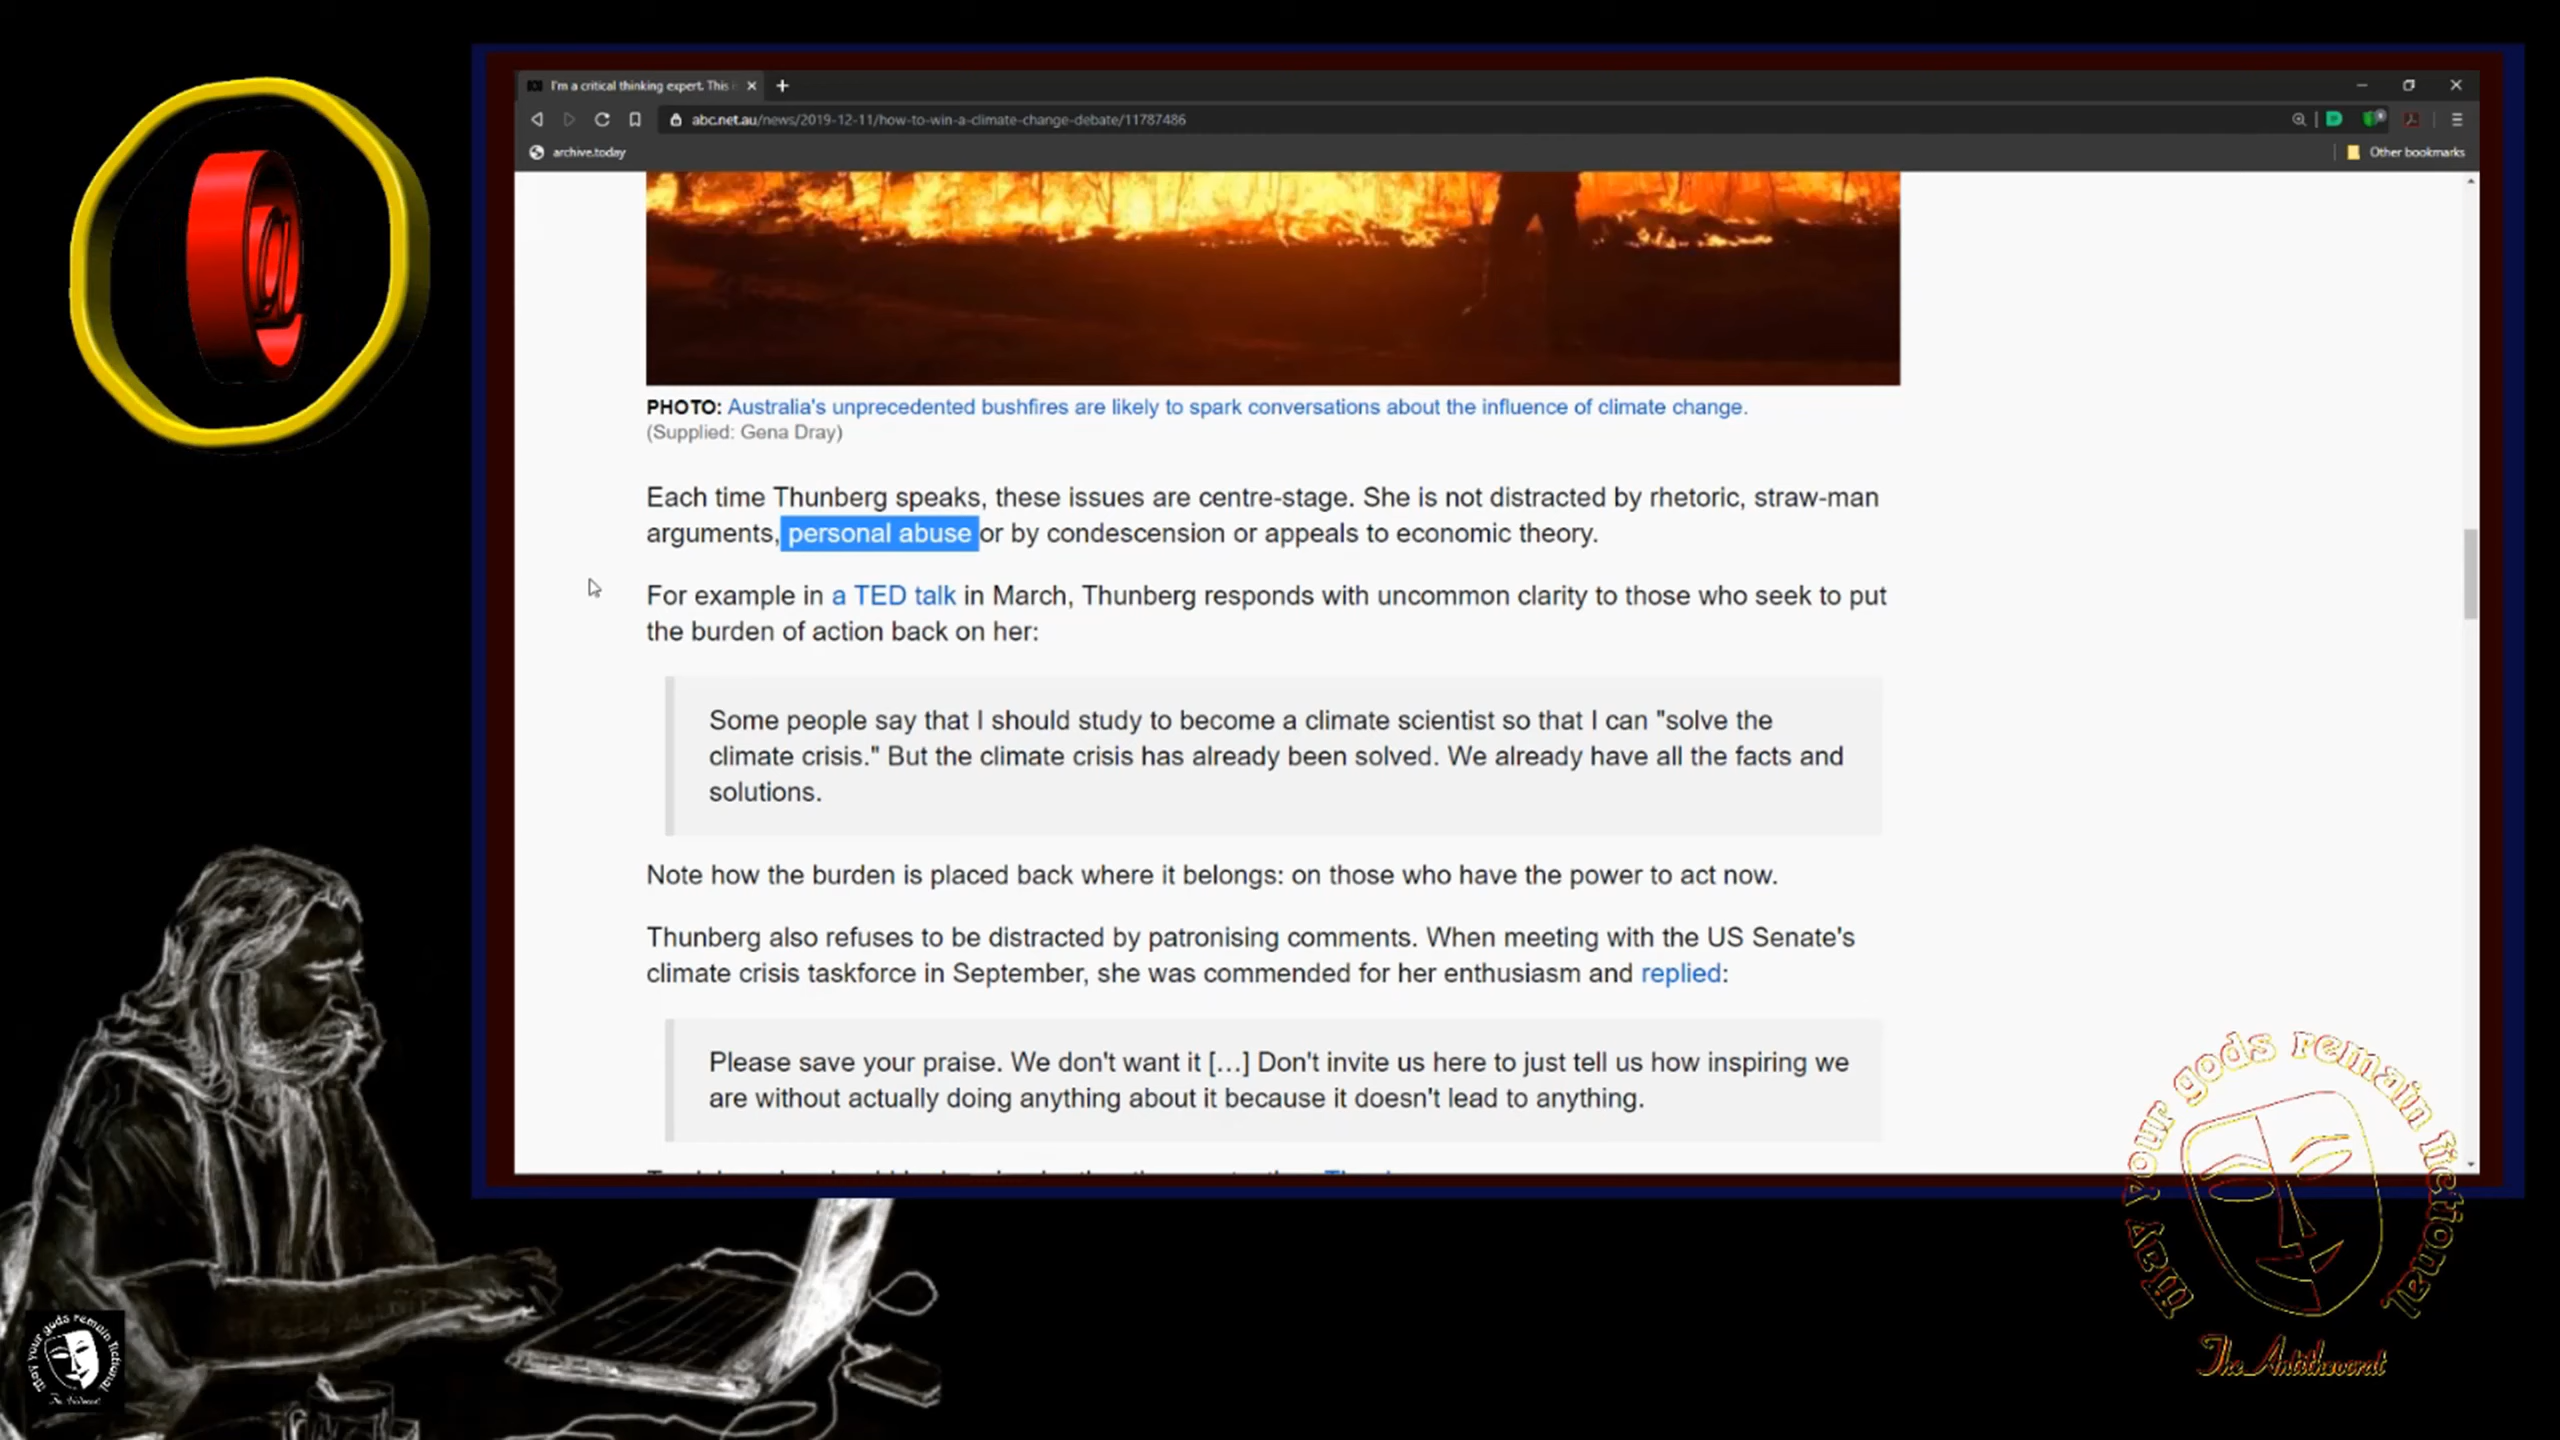 I'm a critical thinking expert. This i
abc.net.au/news/2019-12-11/how-to-win-a-climate-change-debate/11787486
archive.today
Other bookmarks
PHOTO: Australia's unprecedented bushfires are likely to spark conversations about the influence of climate change.
(Supplied: Gena Dray)
Each time Thunberg speaks, these issues are centre-stage. She is not distracted by rhetoric, straw-man
arguments, personal abuse or by condescension or appeals to economic theory.
For example in a TED talk in March, Thunberg responds with uncommon clarity to those who seek to put
the burden of action back on her:
Some people say that I should study to become a climate scientist so that I can "solve the
climate crisis." But the climate crisis has already been solved. We already have all the facts and
solutions.
Note how the burden is placed back where it belongs: on those who have the power to act now.
Thunberg also refuses to be distracted by patronising comments. When meeting with the US Senate's
climate crisis taskforce in September, she was commended for her enthusiasm and replied:
Please save your praise. We don't want it [...] Don't invite us here to just tell us how inspiring we
are without actually doing anything about it because it doesn't lead to anything.
May your gods remain fictional
The Antitheocrat
May your gods remain fictional